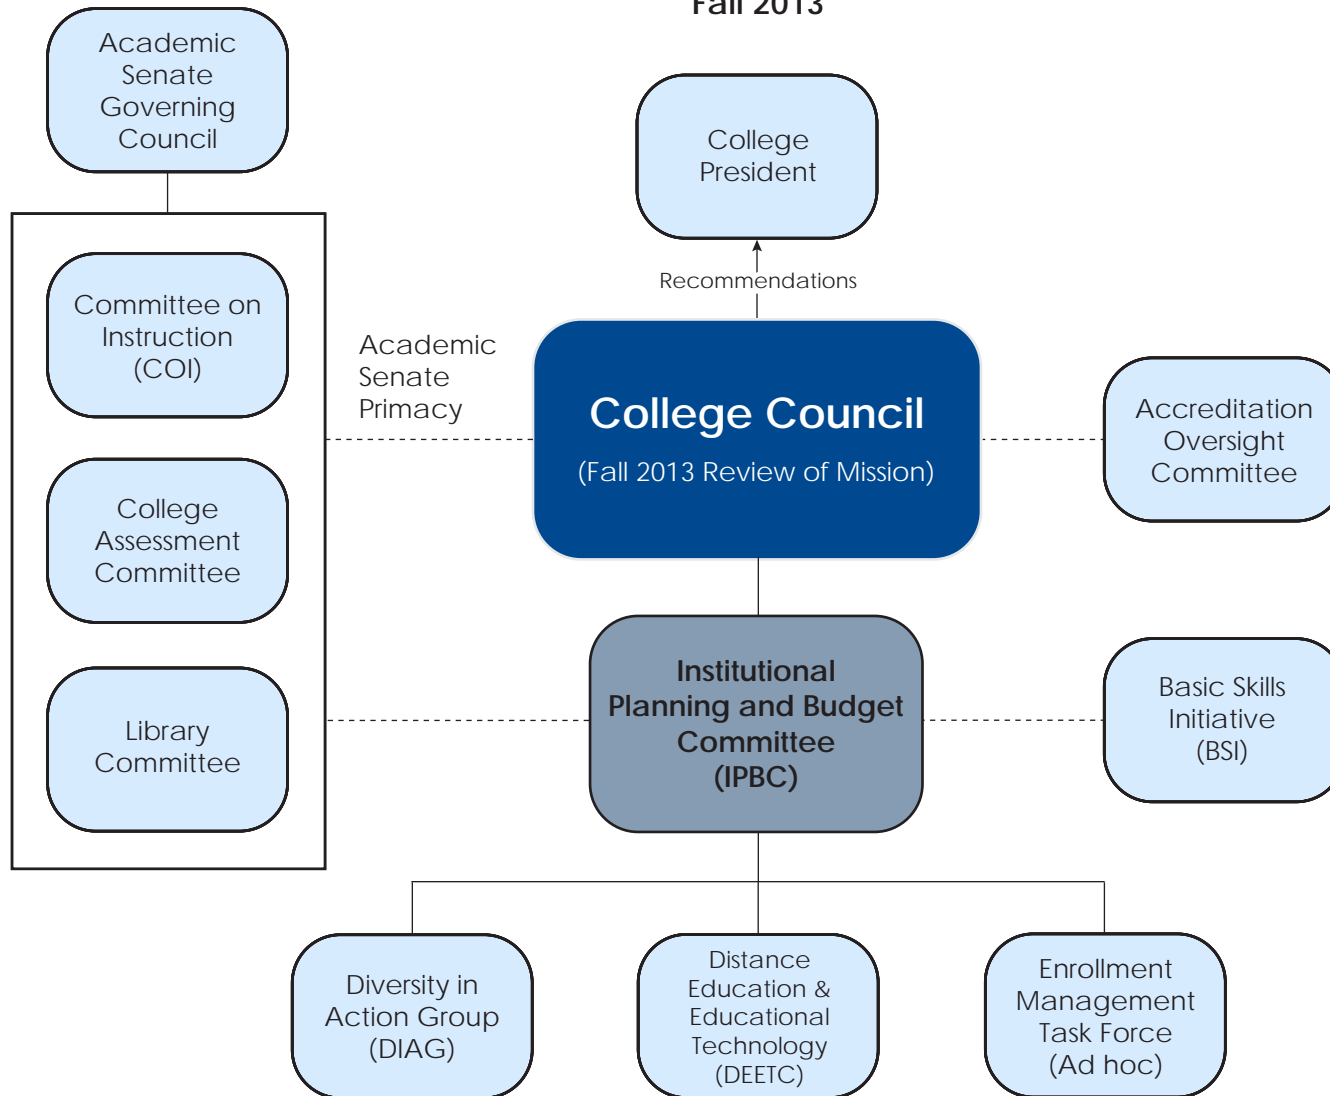 Fall 2013
Academic
Senate
Governing
Council
College
President
Recommendations
Committee on
Instruction
(COI)
Academic
Senate
Primacy
College Council
(Fall 2013 Review of Mission)
Accreditation
Oversight
Committee
College
Assessment
Committee
Library
Committee
Institutional
Planning and Budget
Committee
(IPBC)
Basic Skills
Initiative
(BSI)
Diversity in
Action Group
(DIAG)
Distance
Education &
Educational
Technology
(DEETC)
Enrollment
Management
Task Force
(Ad hoc)